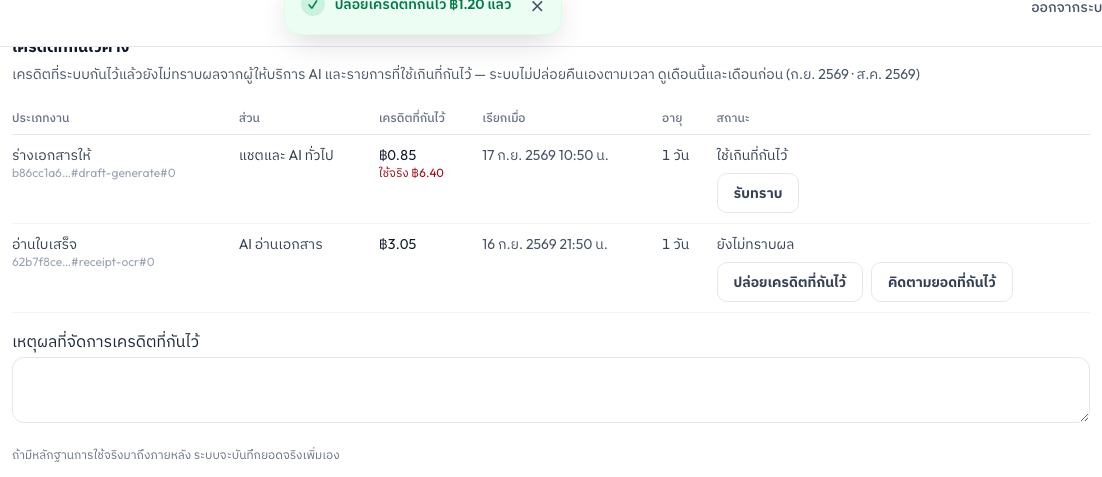 ปล่อยเครดิตที่กันไว้ ฿1.20 แล้ว
ออกจากระบ
เครดิตที่กันไว้ค้าง
เครดิตที่ระบบกันไว้แล้วยังไม่ทราบผลจากผู้ให้บริการ AI และรายการที่ใช้เกินที่กันไว้ — ระบบไม่ปล่อยคืนเองตามเวลา ดูเดือนนี้และเดือนก่อน (ก.ย. 2569 · ส.ค. 2569)
ประเภทงาน ส่วน เครดิตที่กันไว้ เรียกเมื่อ อายุ สถานะ
ร่างเอกสารให้ แชตและ AI ทั่วไป ฿0.85 17 ก.ย. 2569 10:50 น. 1 วัน ใช้เกินที่กันไว้
b86cc1a6…#draft-generate#0 ใช้จริง ฿6.40
รับทราบ
อ่านใบเสร็จ AI อ่านเอกสาร ฿3.05 16 ก.ย. 2569 21:50 น. 1 วัน ยังไม่ทราบผล
62b7f8ce…#receipt-ocr#0
ปล่อยเครดิตที่กันไว้ คิดตามยอดที่กันไว้
เหตุผลที่จัดการเครดิตที่กันไว้
ถ้ามีหลักฐานการใช้จริงมาถึงภายหลัง ระบบจะบันทึกยอดจริงเพิ่มเอง